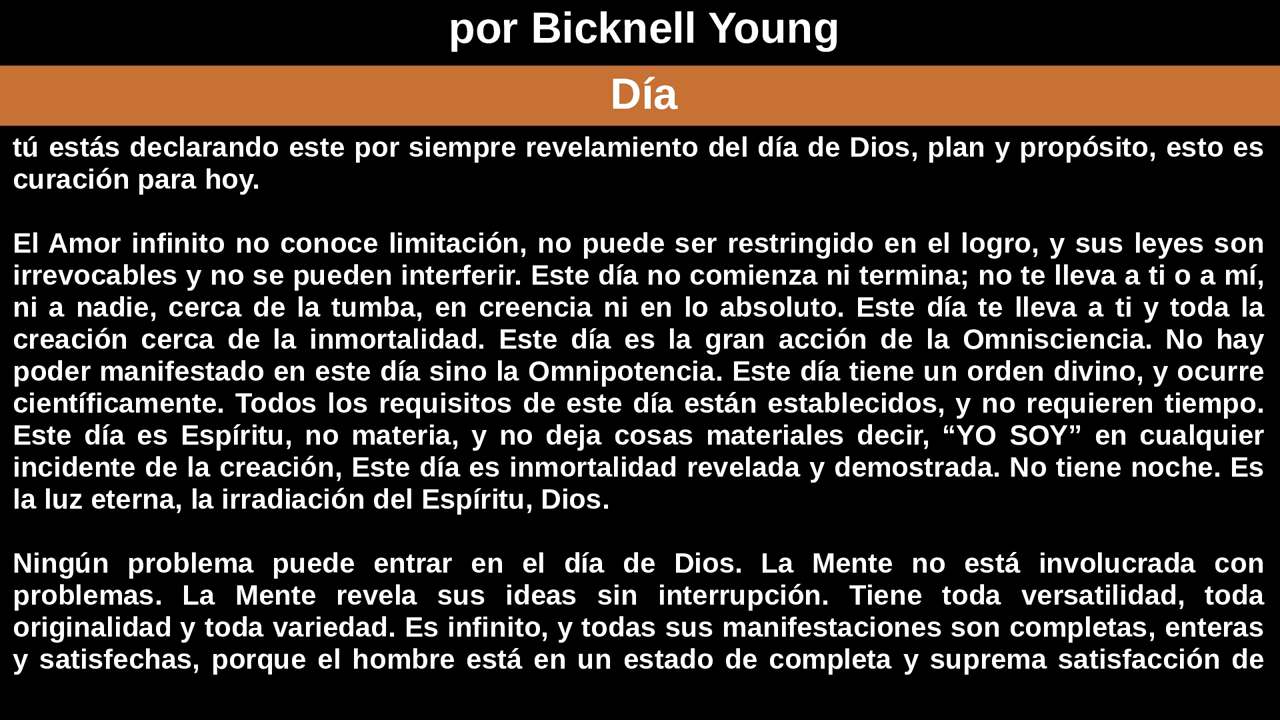 por Bicknell Young
Día
tú estás declarando este por siempre revelamiento del día de Dios, plan y propósito, esto es
curación para hoy.
El Amor infinito no conoce limitación, no puede ser restringido en el logro, y sus leyes son
irrevocables y no se pueden interferir. Este día no comienza ni termina; no te lleva a ti o a mí,
ni a nadie, cerca de la tumba, en creencia ni en lo absoluto. Este día te lleva a ti y toda la
creación cerca de la inmortalidad. Este día es la gran acción de la Omnisciencia. No hay
poder manifestado en este día sino la Omnipotencia. Este día tiene un orden divino, y ocurre
científicamente. Todos los requisitos de este día están establecidos, y no requieren tiempo.
Este día es Espíritu, no materia, y no deja cosas materiales decir, “YO SOY” en cualquier
incidente de la creación, Este día es inmortalidad revelada y demostrada. No tiene noche. Es
la luz eterna, la irradiación del Espíritu, Dios.
Ningún problema puede entrar en el día de Dios. La Mente no está involucrada con
problemas. La Mente revela sus ideas sin interrupción. Tiene toda versatilidad, toda
originalidad y toda variedad. Es infinito, y todas sus manifestaciones son completas, enteras
y satisfechas, porque el hombre está en un estado de completa y suprema satisfacción de